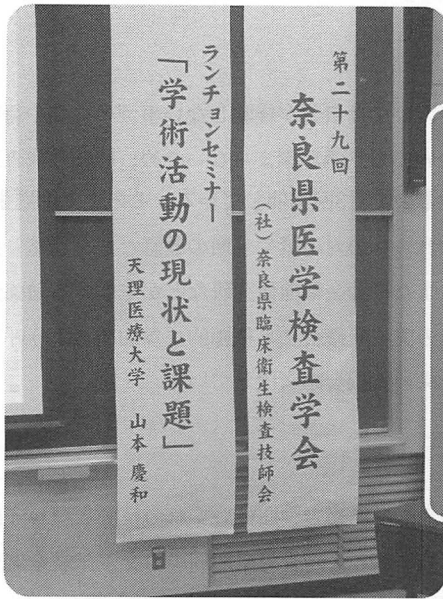 第二十九回
奈良県医学検査学会
（社）奈良県臨床衛生検査技師会
ランチョンセミナー
「学術活動の現状と課題」
天理医療大学　山本 慶和